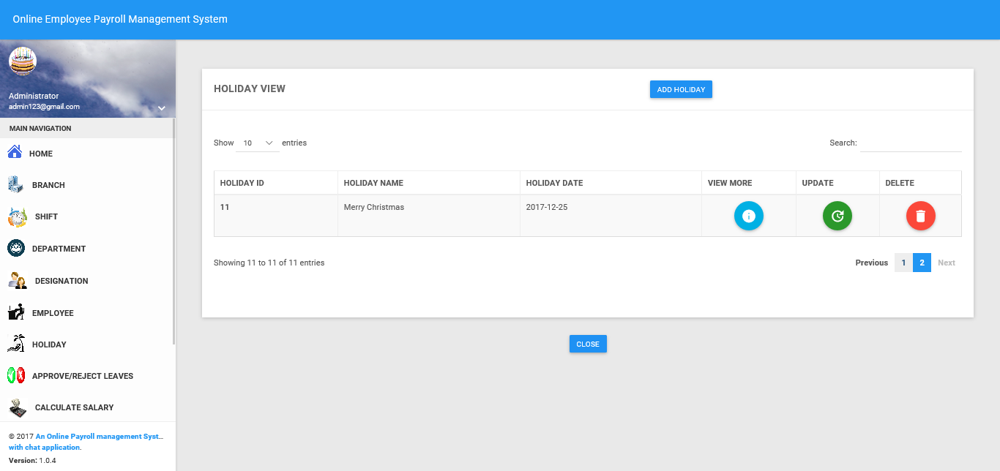 Online Employee Payroll Management System
Administrator
admin123@gmail.com
MAIN NAVIGATION
HOME
BRANCH
SHIFT
DEPARTMENT
DESIGNATION
EMPLOYEE
HOLIDAY
APPROVE/REJECT LEAVES
CALCULATE SALARY
© 2017 An Online Payroll management Syst...
with chat application.
Version: 1.0.4
HOLIDAY VIEW ADD HOLIDAY
Show 10 entries Search:
HOLIDAY ID HOLIDAY NAME HOLIDAY DATE VIEW MORE UPDATE DELETE
11 Merry Christmas 2017-12-25
Showing 11 to 11 of 11 entries Previous 1 2 Next
CLOSE